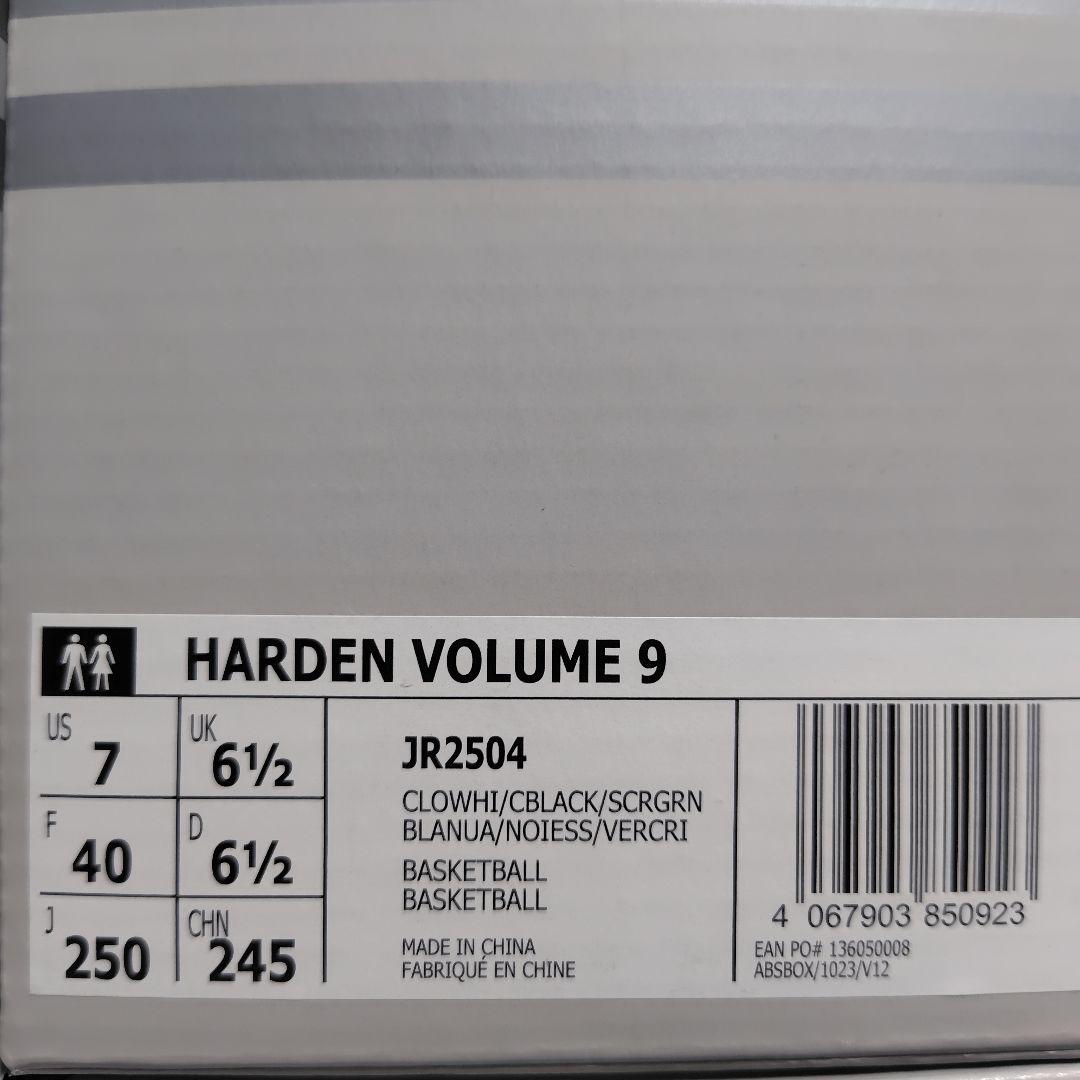 HARDEN VOLUME 9
US 7
UK 6½
F 40
D 6½
J 250
CHN 245
JR2504
CLOWHI/CBLACK/SCRGRN
BLANUA/NOIESS/VERCRI
BASKETBALL
BASKETBALL
MADE IN CHINA
FABRIQUÉ EN CHINE
4 067903 850923
EAN PO# 136050008
ABSBOX/1023/V12